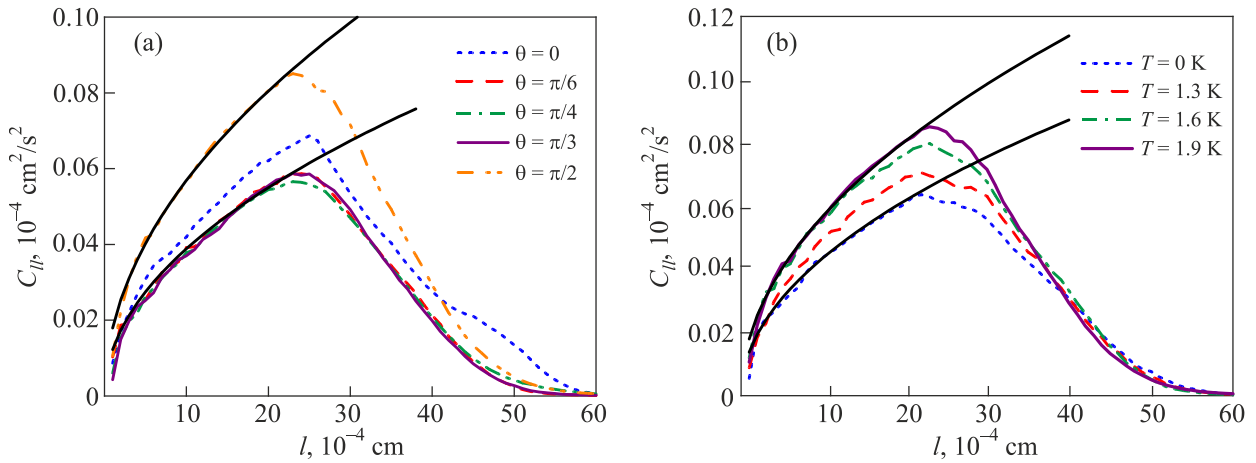 0.10
0.08
0.06
0.04
0.02
0
C_ll, 10⁻⁴ cm²/s²
(a)
θ = 0
θ = π/6
θ = π/4
θ = π/3
θ = π/2
10 20 30 40 50 60
l, 10⁻⁴ cm
0.12
0.10
0.08
0.06
0.04
0.02
0
C_ll, 10⁻⁴ cm²/s²
(b)
T = 0 K
T = 1.3 K
T = 1.6 K
T = 1.9 K
10 20 30 40 50 60
l, 10⁻⁴ cm